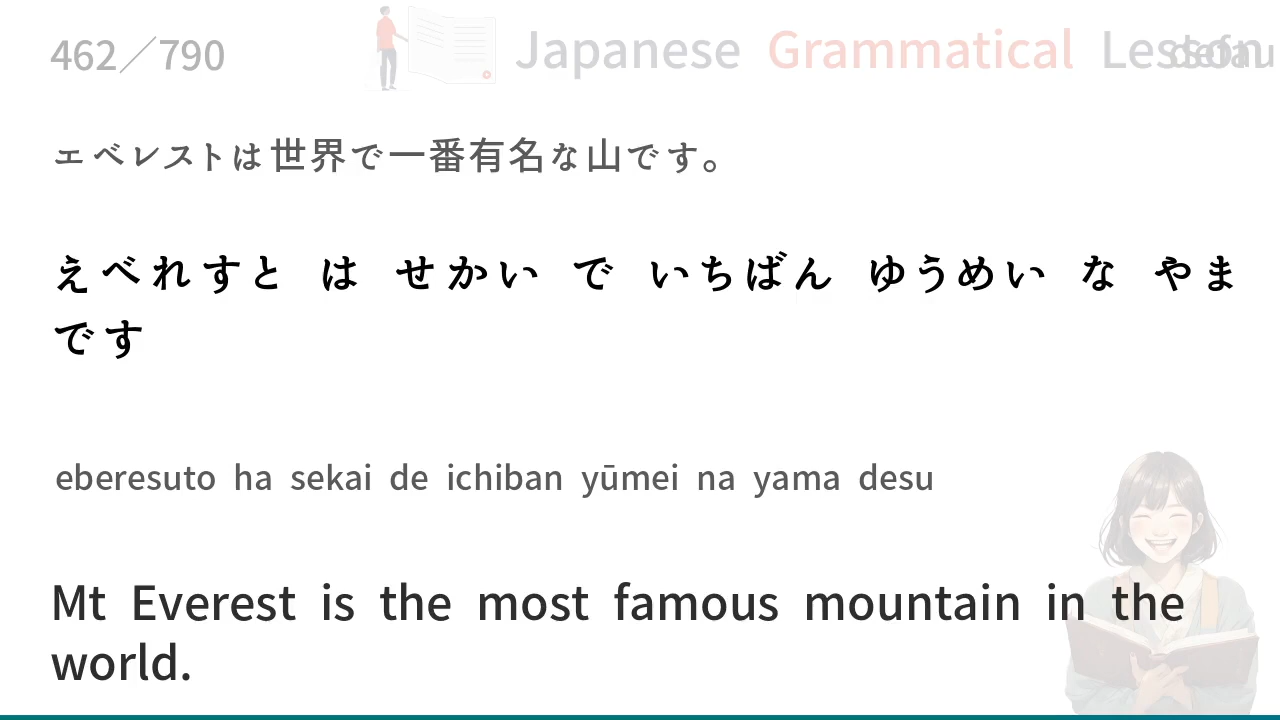 462／790
Japanese Grammatical Lesson
エベレストは世界で一番有名な山です。
えべれすと は せかい で いちばん ゆうめい な やま
です
eberesuto ha sekai de ichiban yūmei na yama desu
Mt Everest is the most famous mountain in the
world.